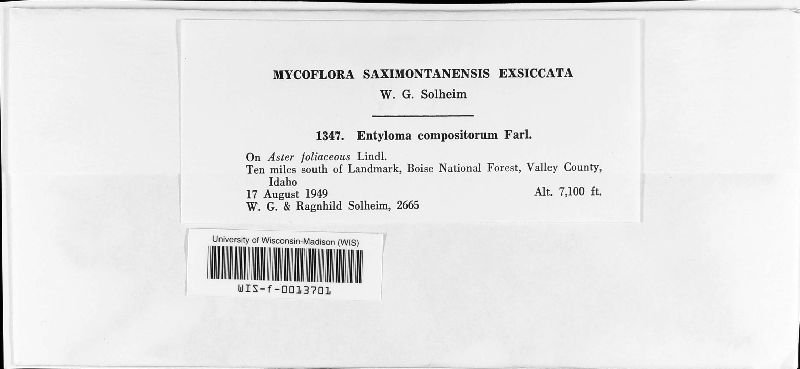 MYCOFLORA SAXIMONTANENSIS EXSICCATA
W. G. Solheim
1347. Entyloma compositorum Farl.
On Aster foliaceous Lindl.
Ten miles south of Landmark, Boise National Forest, Valley County,
Idaho
17 August 1949 Alt. 7,100 ft.
W. G. & Ragnhild Solheim, 2665
University of Wisconsin-Madison (WIS)
WIS-f-0013701